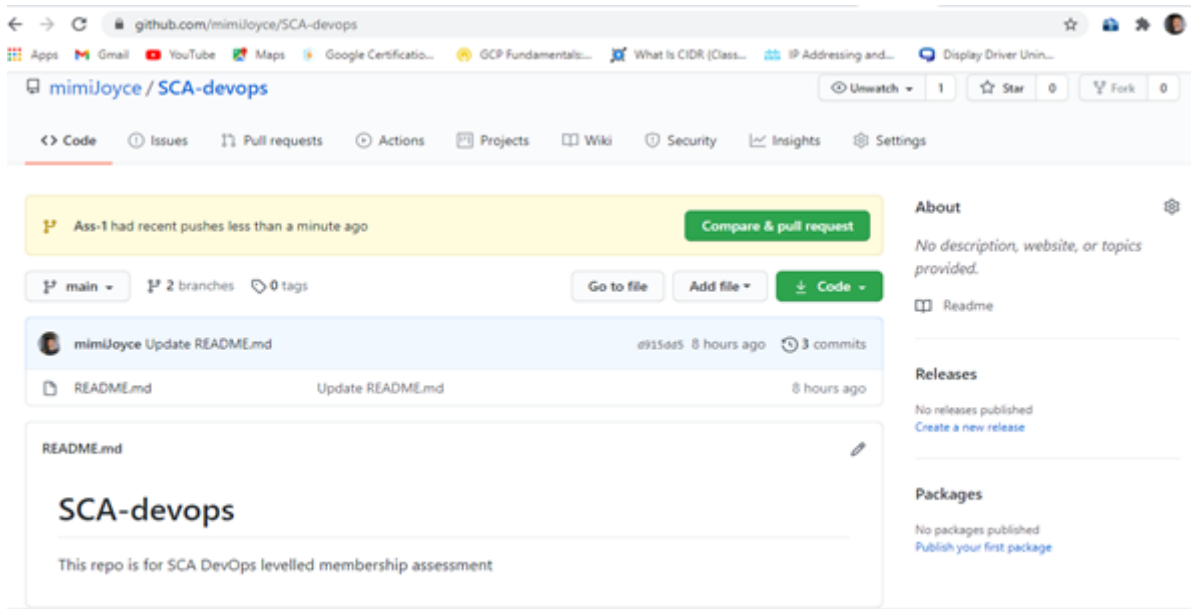 github.com/mimiJoyce/SCA-devops
Apps Gmail YouTube Maps Google Certificatio... GCP Fundamentals:... What Is CIDR (Class... IP Addressing and... Display Driver Unin...
mimiJoyce / SCA-devops Unwatch 1 Star 0 Fork 0
<> Code Issues Pull requests Actions Projects Wiki Security Insights Settings
Ass-1 had recent pushes less than a minute ago Compare & pull request
main 2 branches 0 tags Go to file Add file Code
mimiJoyce Update README.md 8 hours ago 3 commits
README.md Update README.md 8 hours ago
README.md
SCA-devops
This repo is for SCA DevOps levelled membership assessment
About
No description, website, or topics
provided.
Readme
Releases
No releases published
Create a new release
Packages
No packages published
Publish your first package